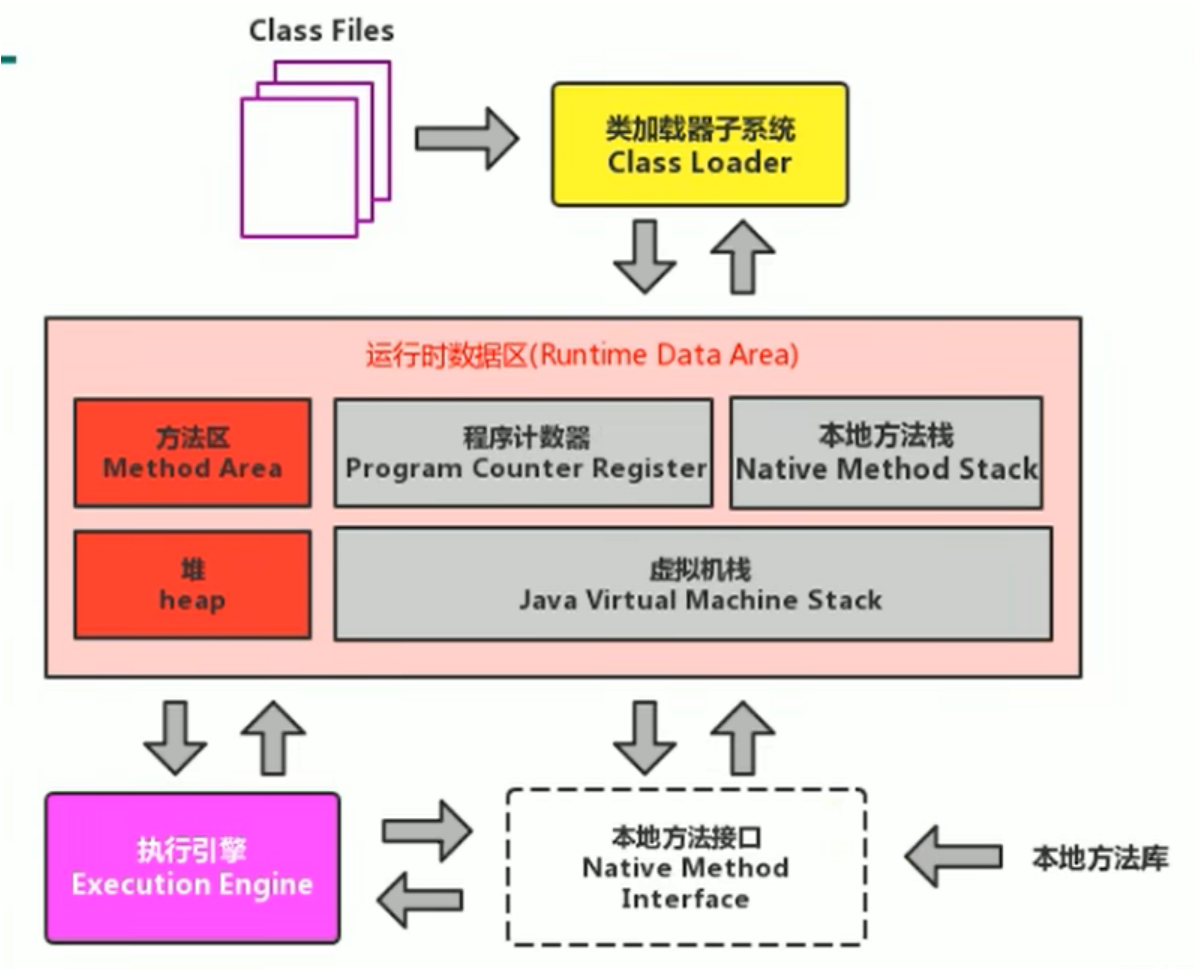 Class Files
类加载器子系统
Class Loader
运行时数据区(Runtime Data Area)
方法区
Method Area
程序计数器
Program Counter Register
本地方法栈
Native Method Stack
堆
heap
虚拟机栈
Java Virtual Machine Stack
执行引擎
Execution Engine
本地方法接口
Native Method
Interface
本地方法库